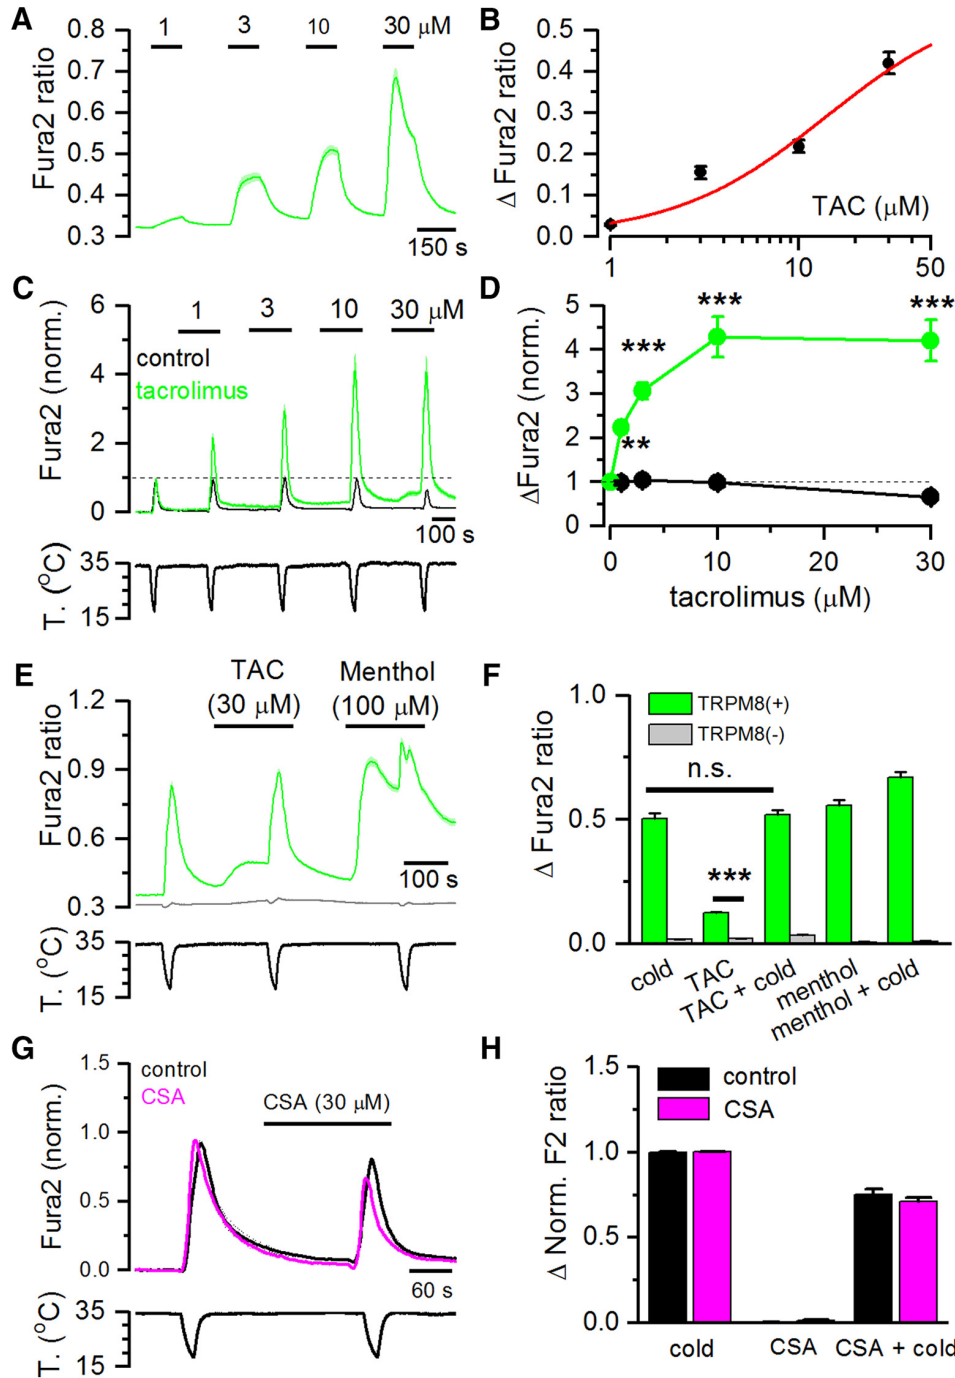 A
1 3 10 30 μM
0.8
0.7
0.5
0.4
0.3
Fura2 ratio
150 s
B
0.5
0.4
0.3
0.2
0.1
0.0
Δ Fura2 ratio
TAC (μM)
1 10 50
C
1 3 10 30 μM
6
4
2
1
0
Fura2 (norm.)
control
tacrolimus
100 s
35
15
T. (°C)
D
5
4
3
2
1
0
ΔFura2 (norm.)
*** *** ***
**
0 10 20 30
tacrolimus (μM)
E
TAC Menthol
(30 μM) (100 μM)
1.2
0.9
0.6
0.3
Fura2 ratio
100 s
35
15
T. (°C)
F
1.0
0.5
0.0
Δ Fura2 ratio
TRPM8(+)
TRPM8(-)
n.s.
***
cold
TAC
TAC + cold
menthol
menthol + cold
G
1.5
1.0
0.5
0.0
Fura2 (norm.)
control
CSA
CSA (30 μM)
60 s
35
15
T. (°C)
H
1.5
1.0
0.5
0.0
Δ Norm. F2 ratio
control
CSA
cold CSA CSA + cold